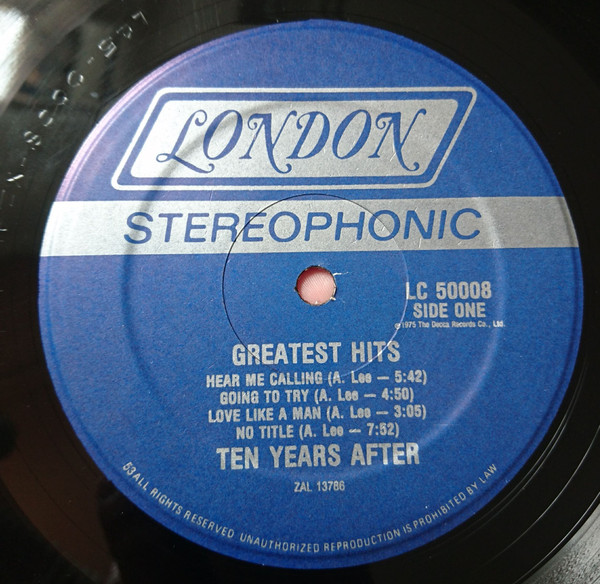 LONDON
STEREOPHONIC
LC 50008
SIDE ONE
℗1975 The Decca Records Co., Ltd.
GREATEST HITS
HEAR ME CALLING (A. Lee — 5:42)
GOING TO TRY (A. Lee — 4:50)
LOVE LIKE A MAN (A. Lee — 3:05)
NO TITLE (A. Lee — 7:52)
TEN YEARS AFTER
ZAL 13786
53 ALL RIGHTS RESERVED UNAUTHORIZED REPRODUCTION IS PROHIBITED BY LAW